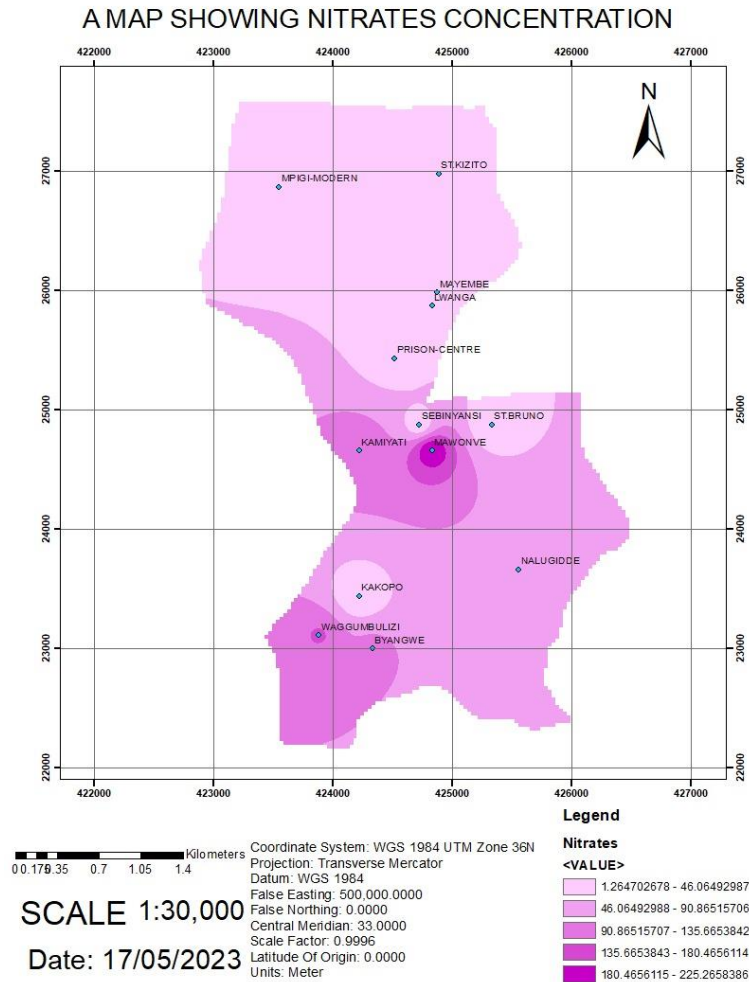 A MAP SHOWING NITRATES CONCENTRATION
422000 423000 424000 425000 426000 427000
N
27000 27000
ST.KIZITO
MPIGI-MODERN
26000 26000
MAYEMBE
LWANGA
PRISON-CENTRE
25000 25000
SEBINYANSI ST.BRUNO
KAMIYATI MAWONVE
24000 24000
NALUGIDDE
KAKOPO
WAGGUMBULIZI
BYANGWE
23000 23000
22000 22000
422000 423000 424000 425000 426000 427000
Legend
Nitrates
<VALUE>
1.264702678 - 46.06492987
46.06492988 - 90.86515706
90.86515707 - 135.6653842
135.6653843 - 180.4656114
180.4656115 - 225.2658386
Kilometers
0 0.175 0.35 0.7 1.05 1.4
SCALE 1:30,000
Date: 17/05/2023
Coordinate System: WGS 1984 UTM Zone 36N
Projection: Transverse Mercator
Datum: WGS 1984
False Easting: 500,000.0000
False Northing: 0.0000
Central Meridian: 33.0000
Scale Factor: 0.9996
Latitude Of Origin: 0.0000
Units: Meter